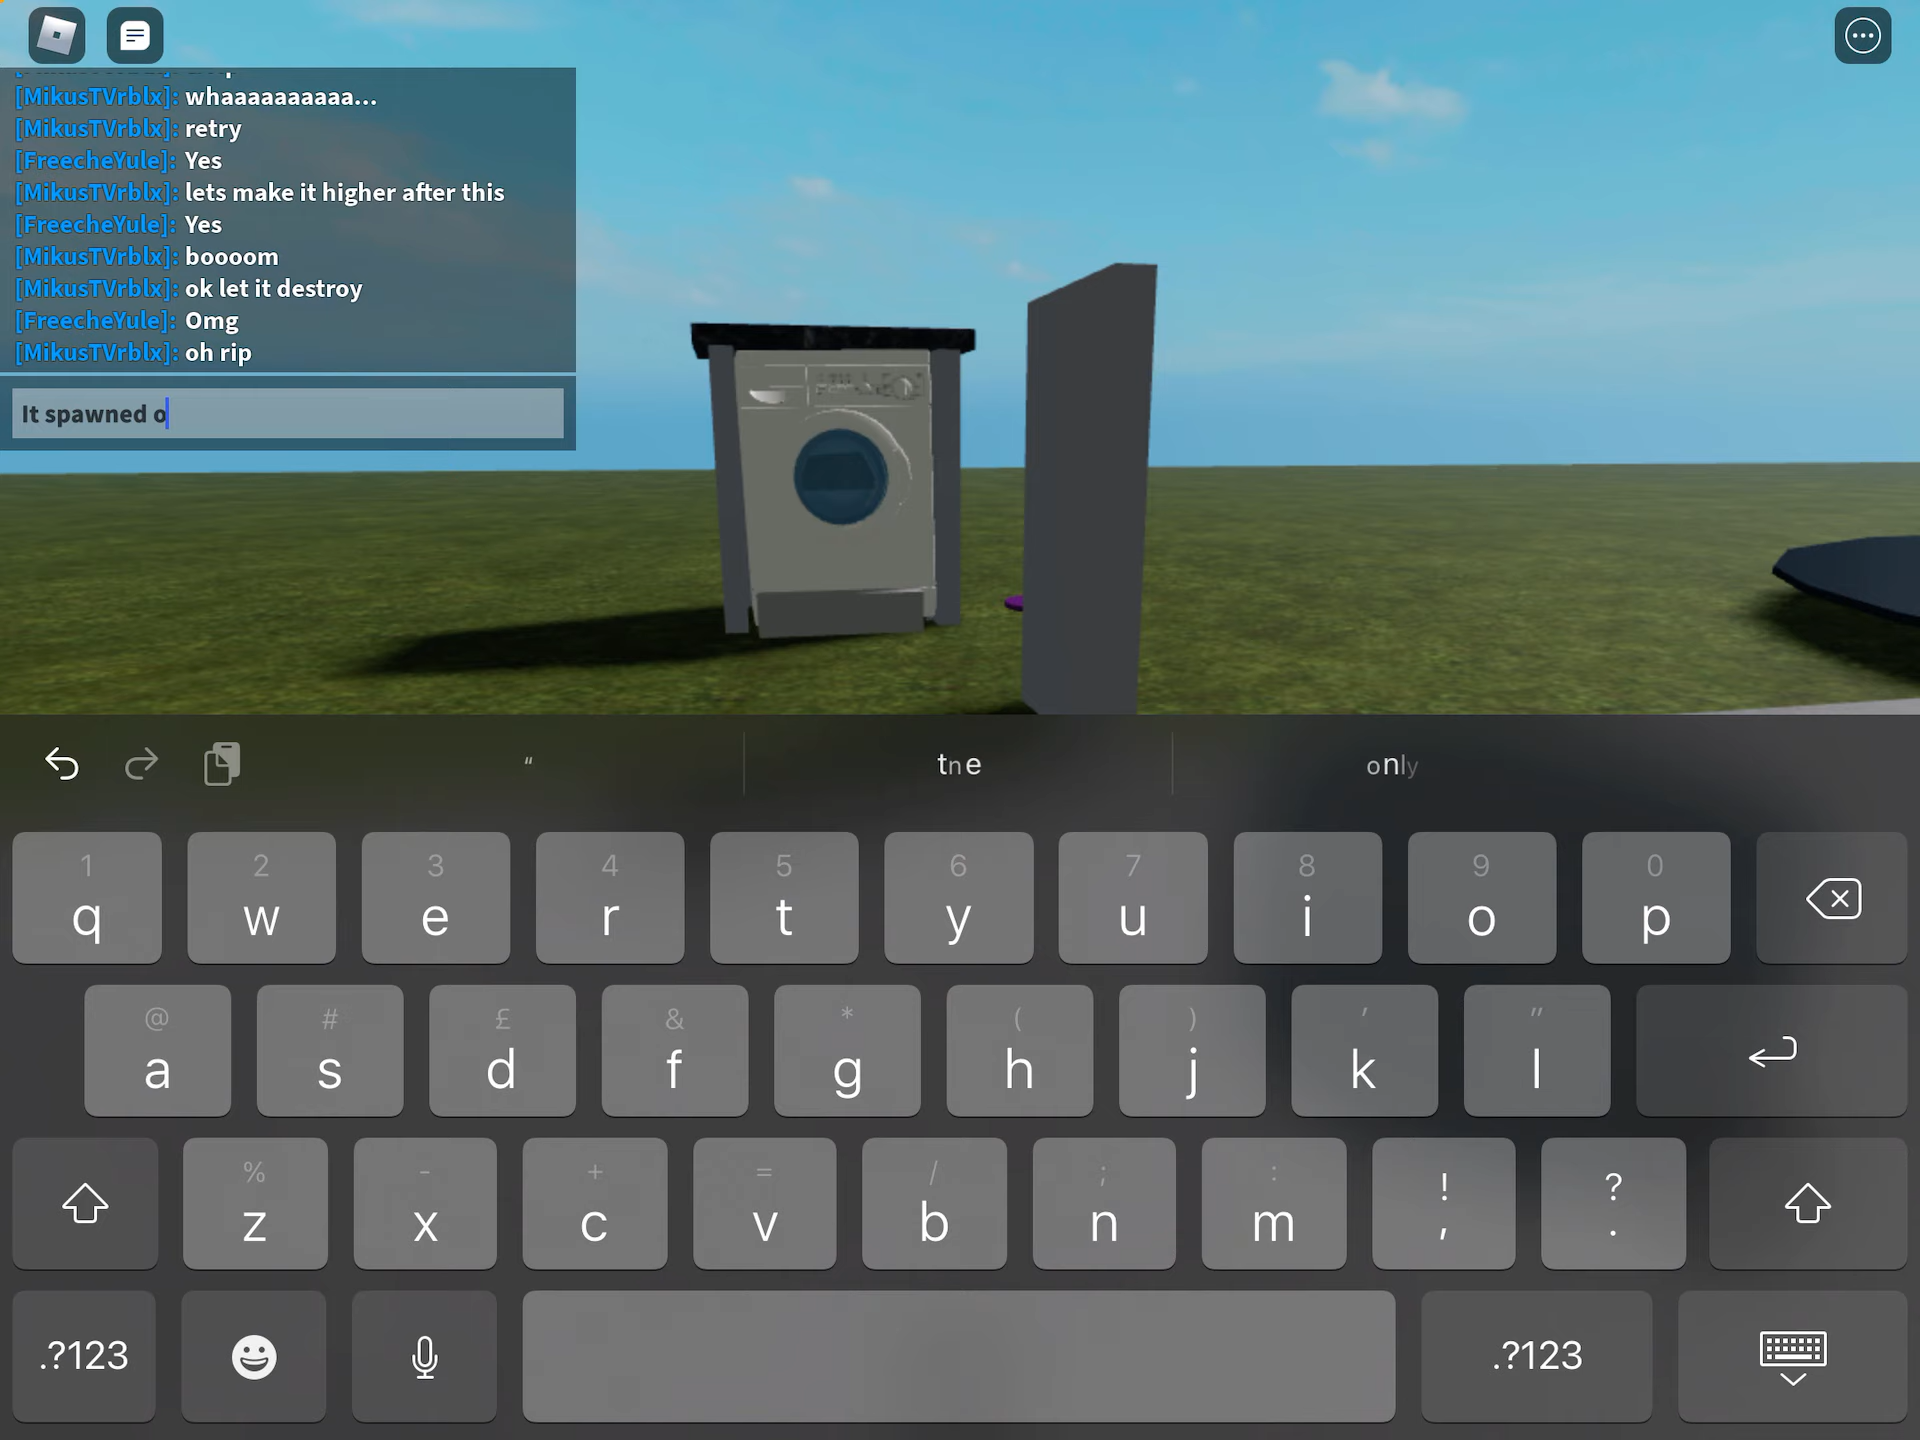 [MikusTVrblx]: whaaaaaaaaaa...
[MikusTVrblx]: retry
[FreecheYule]: Yes
[MikusTVrblx]: lets make it higher after this
[FreecheYule]: Yes
[MikusTVrblx]: boooom
[MikusTVrblx]: ok let it destroy
[FreecheYule]: Omg
[MikusTVrblx]: oh rip
It spawned o
“ tne only
1 2 3 4 5 6 7 8 9 0
q w e r t y u i o p
@ # £ & * ( ) ' "
a s d f g h j k l
% - + = / ; : ! ?
z x c v b n m , .
.?123 .?123